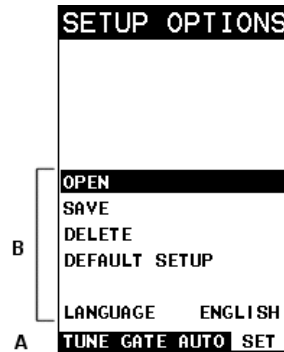 SETUP OPTIONS
OPEN
SAVE
DELETE
DEFAULT SETUP
B
LANGUAGE ENGLISH
A TUNE GATE AUTO SET